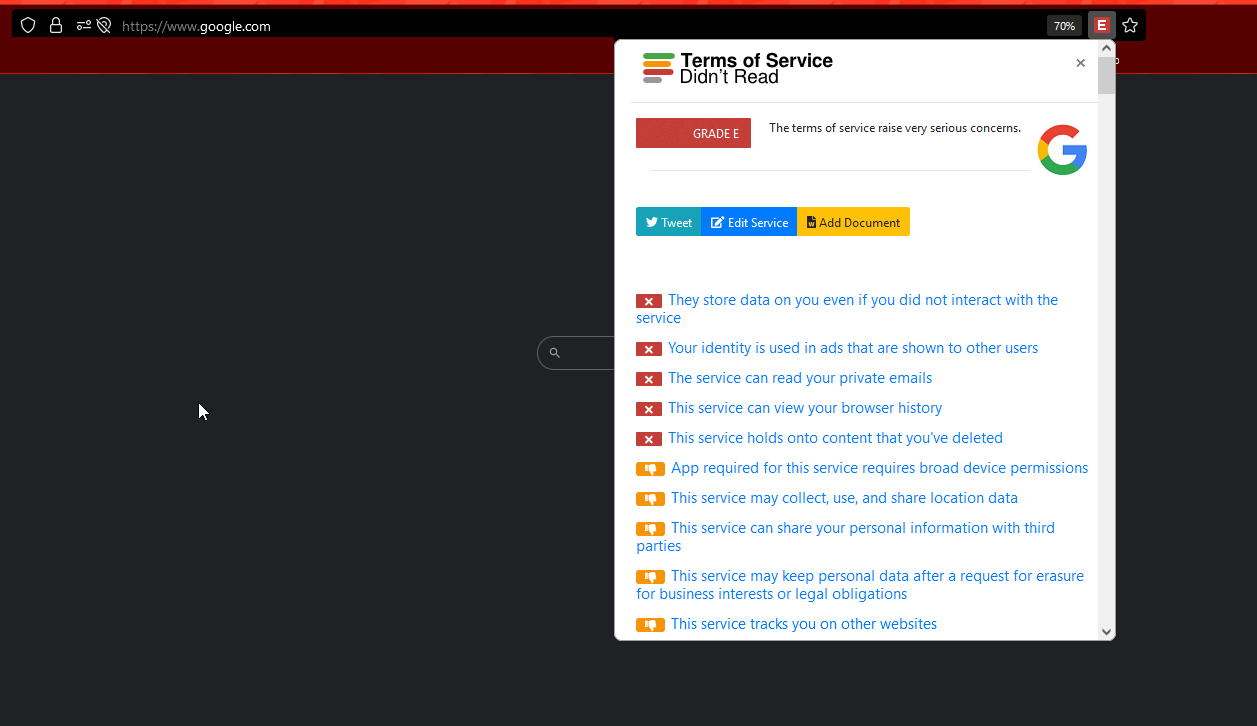 https://www.google.com
70%
E
Terms of Service
Didn't Read
×
GRADE E
The terms of service raise very serious concerns.
Tweet
Edit Service
Add Document
They store data on you even if you did not interact with the
service
Your identity is used in ads that are shown to other users
The service can read your private emails
This service can view your browser history
This service holds onto content that you've deleted
App required for this service requires broad device permissions
This service may collect, use, and share location data
This service can share your personal information with third
parties
This service may keep personal data after a request for erasure
for business interests or legal obligations
This service tracks you on other websites